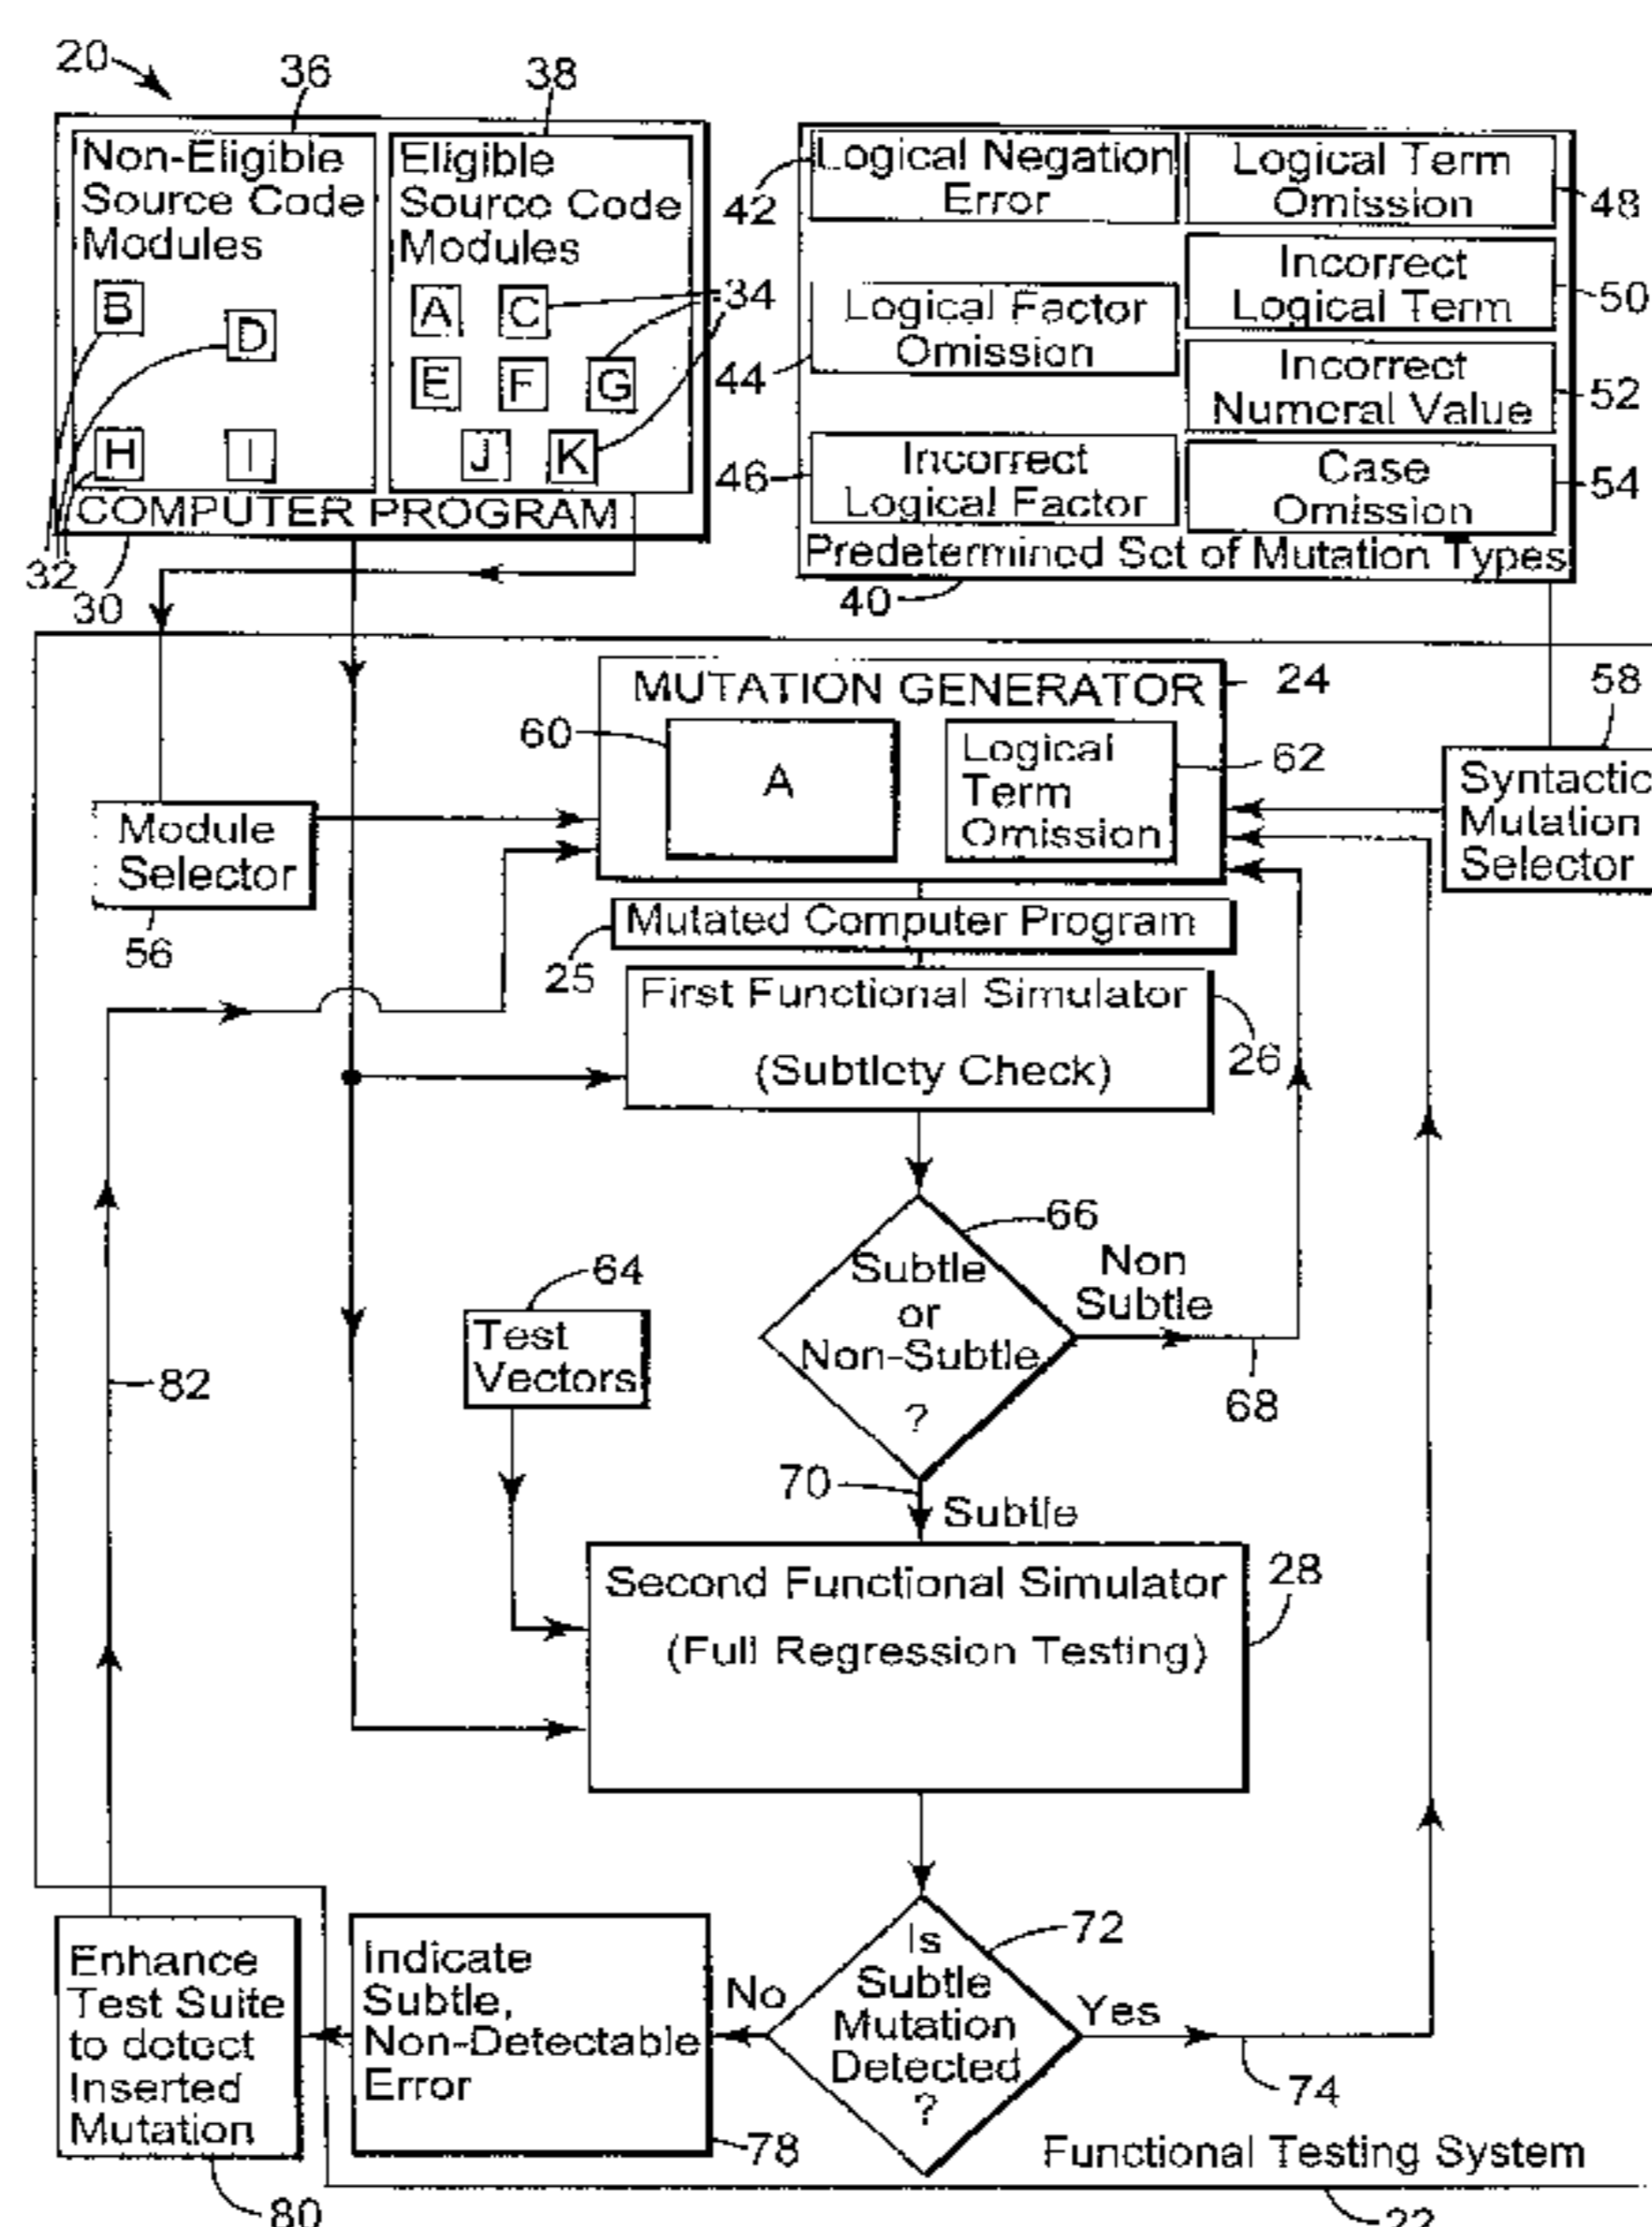 20
36
38
Non-Eligible
Source Code
Modules
B
D
H
I
Eligible
Source Code
Modules
A
C
E
F
G
J
K
COMPUTER PROGRAM
32
30
34
42
Logical Negation
Error
44
Logical Factor
Omission
46
Incorrect
Logical Factor
Logical Term
Omission
48
Incorrect
Logical Term
50
Incorrect
Numeral Value
52
Case
Omission
54
Predetermined Set of Mutation Types
40
MUTATION GENERATOR
24
60
A
Logical
Term
Omission
62
58
Syntactic
Mutation
Selector
Module
Selector
56
Mutated Computer Program
25
First Functional Simulator
(Subtlety Check)
26
66
Subtle
or
Non-Subtle
?
Non
Subtle
68
64
Test
Vectors
82
70
Subtle
Second Functional Simulator
(Full Regression Testing)
28
72
Is
Subtle
Mutation
Detected
?
Yes
74
No
Indicate
Subtle,
Non-Detectable
Error
78
Enhance
Test Suite
to detect
Inserted
Mutation
80
Functional Testing System
22